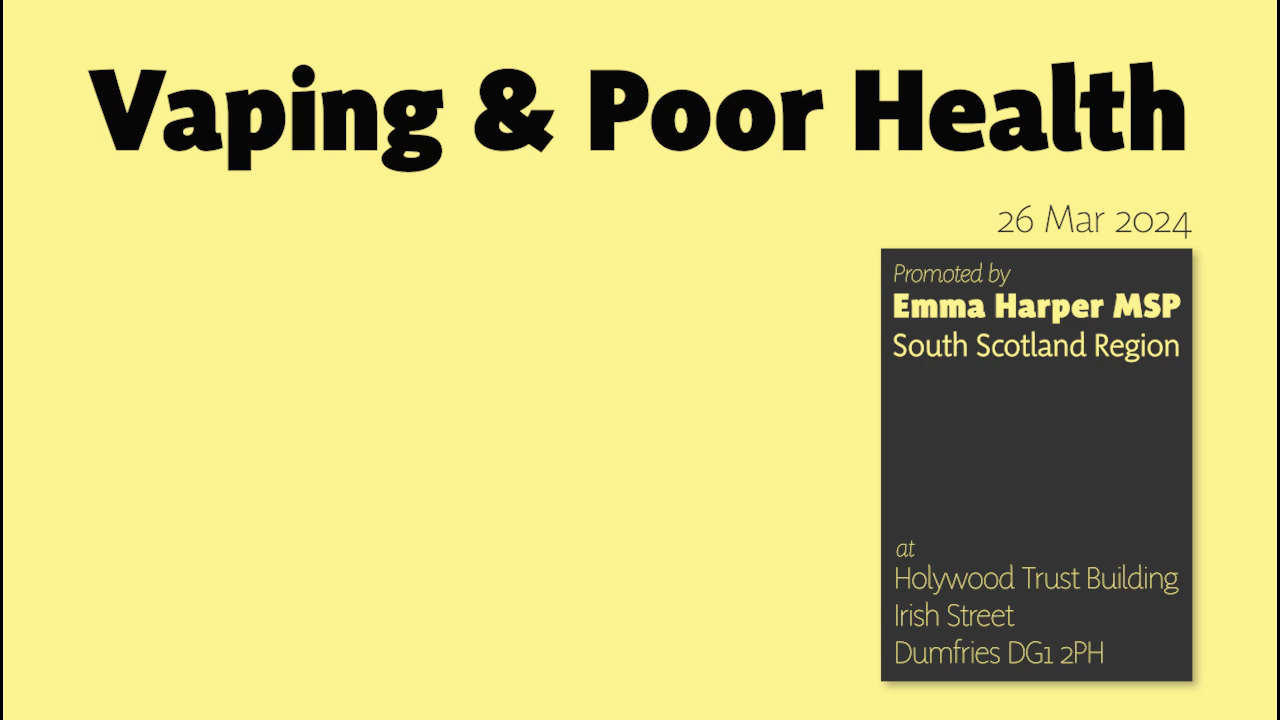 Vaping & Poor Health
26 Mar 2024
Promoted by
Emma Harper MSP
South Scotland Region
at
Holywood Trust Building
Irish Street
Dumfries DG1 2PH